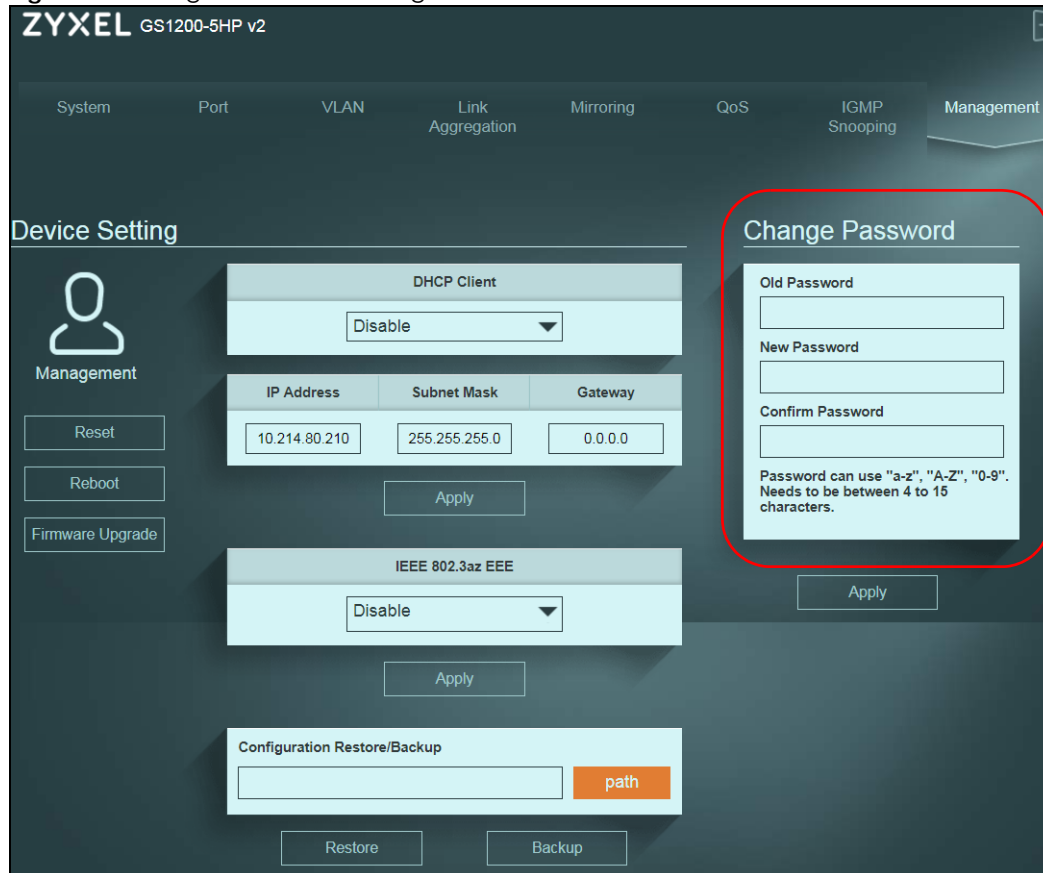 ZYXEL GS1200-5HP v2
System
Port
VLAN
Link
Aggregation
Mirroring
QoS
IGMP
Snooping
Management
Device Setting
Management
Reset
Reboot
Firmware Upgrade
DHCP Client
Disable
IP Address Subnet Mask Gateway
10.214.80.210 255.255.255.0 0.0.0.0
Apply
IEEE 802.3az EEE
Disable
Apply
Configuration Restore/Backup
path
Restore Backup
Change Password
Old Password
New Password
Confirm Password
Password can use "a-z", "A-Z", "0-9".
Needs to be between 4 to 15
characters.
Apply